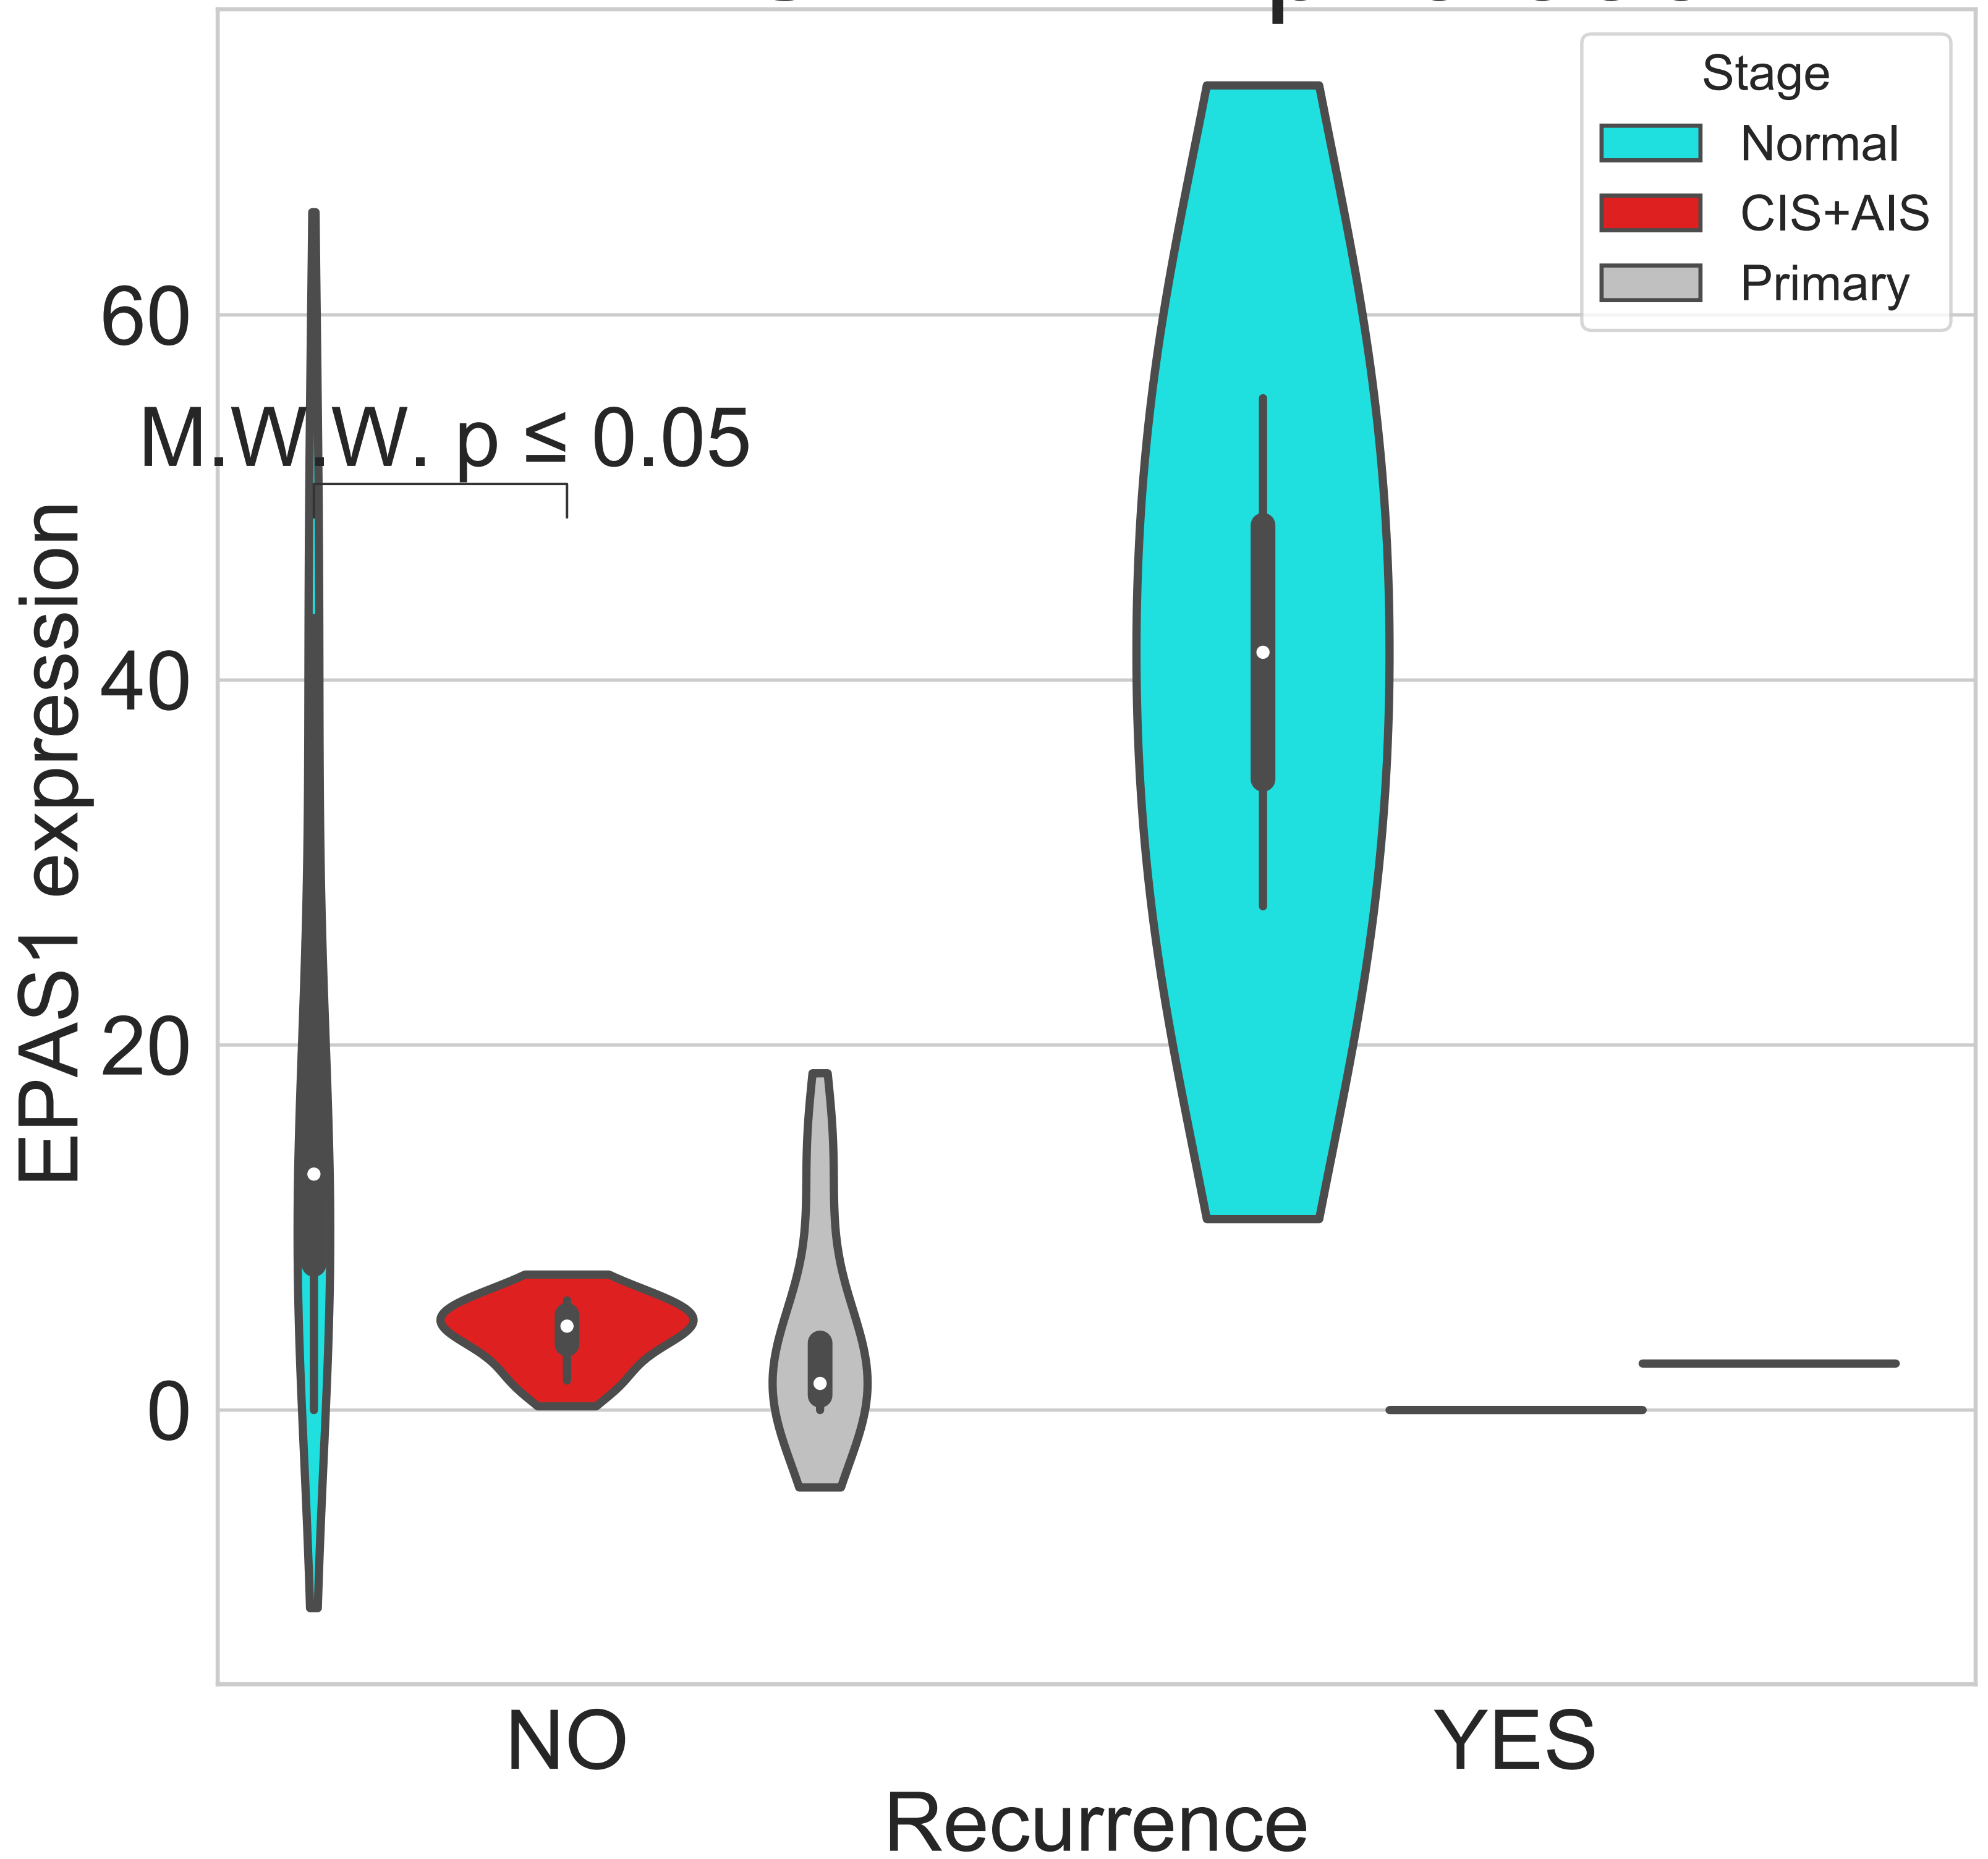 Stage
Normal
CIS+AIS
Primary
60
M.W.W. p ≤ 0.05
40
20
0
EPAS1 expression
NO
YES
Recurrence